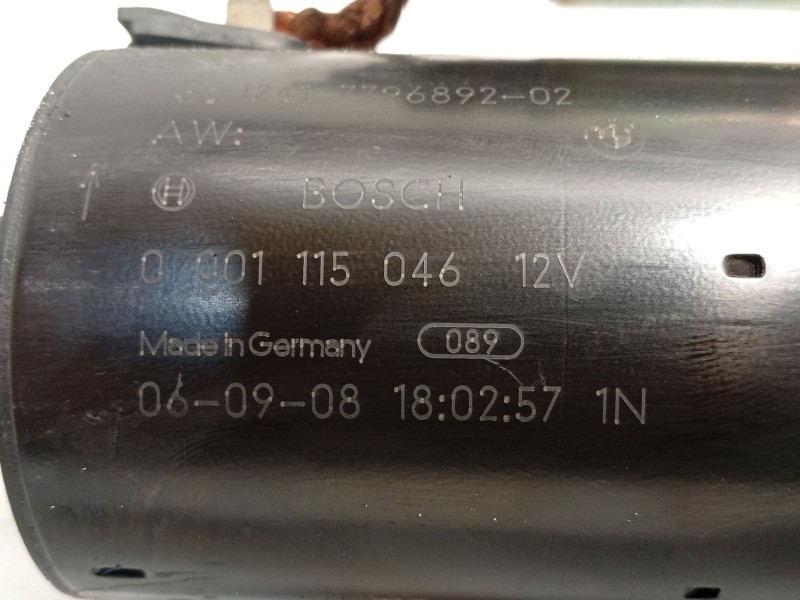 1241 7796892-02
AW:
BOSCH
0 001 115 046 12V
Made in Germany 089
06-09-08 18:02:57 1N